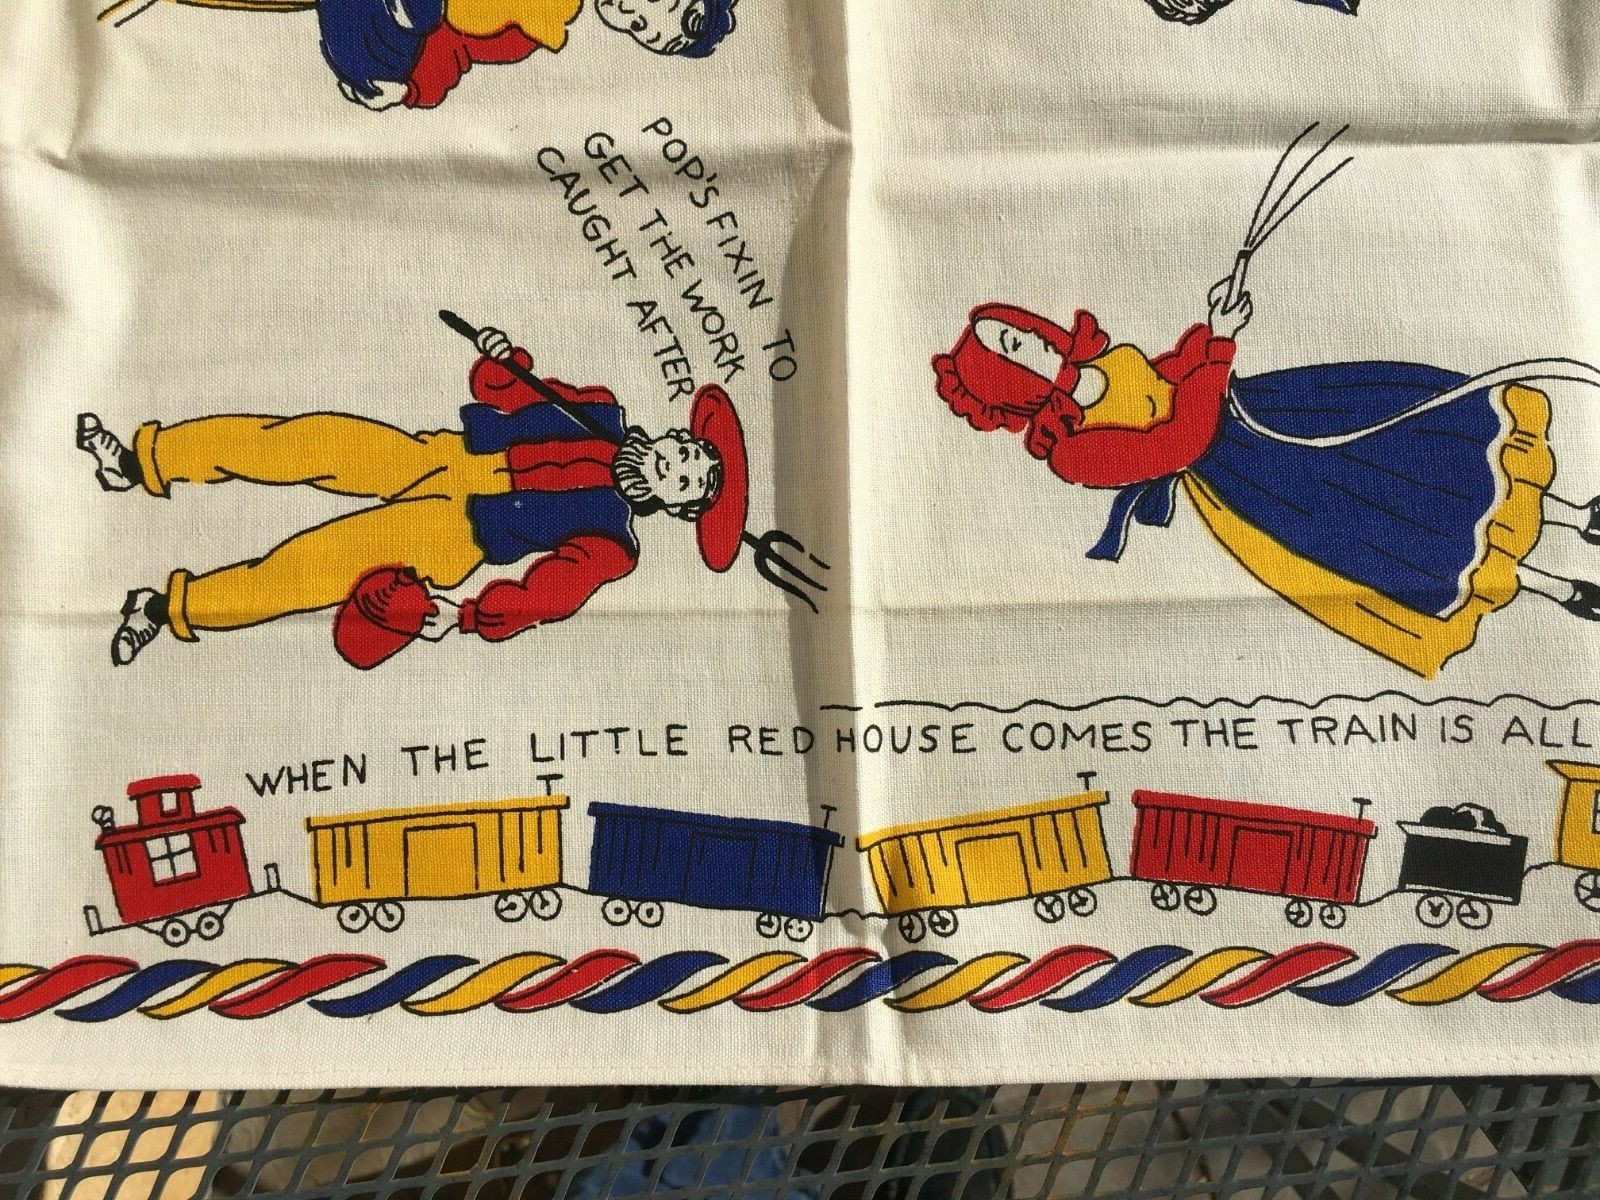 POP'S FIXIN TO
GET THE WORK
CAUGHT AFTER
WHEN THE LITTLE RED HOUSE COMES THE TRAIN IS ALL